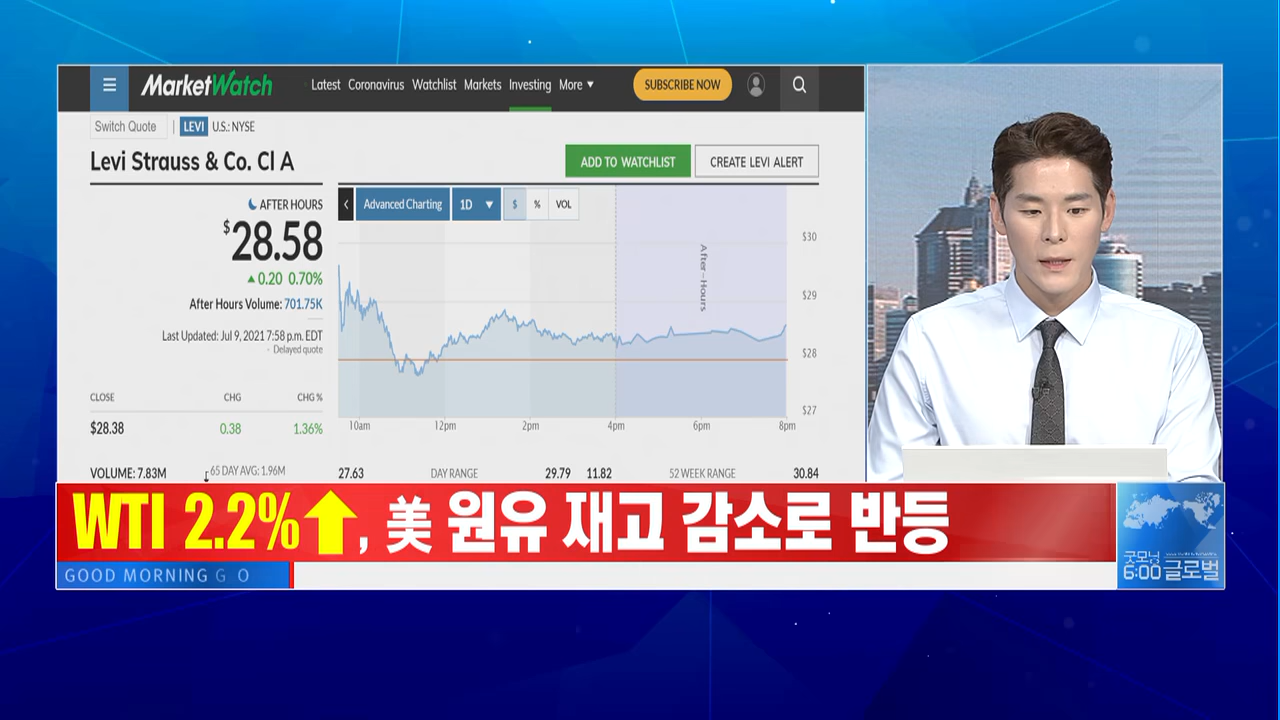 MarketWatch
Latest Coronavirus Watchlist Markets Investing More ▼
SUBSCRIBE NOW
Switch Quote | LEVI U.S.: NYSE
Levi Strauss & Co. Cl A
ADD TO WATCHLIST
CREATE LEVI ALERT
AFTER HOURS
$28.58
▲ 0.20 0.70%
After Hours Volume: 701.75K
Last Updated: Jul 9, 2021 7:58 p.m. EDT
Delayed quote
CLOSE CHG CHG %
$28.38 0.38 1.36%
Advanced Charting 1D ▼ $ % VOL
After-Hours
$30
$29
$28
$27
10am 12pm 2pm 4pm 6pm 8pm
VOLUME: 7.83M 65 DAY AVG: 1.96M
27.63 DAY RANGE 29.79 11.82 52 WEEK RANGE 30.84
WTI 2.2%⬆, 美 원유 재고 감소로 반등
GOOD MORNING G O
굿모닝
6:00 글로벌